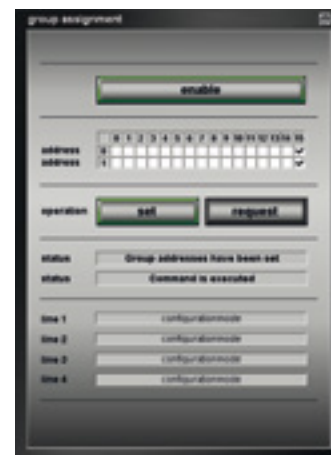 group assignment
enable
0 1 2 3 4 5 6 7 8 9 10 11 12 13 14 15
address
address
operation set request
status Group addresses have been set
status Command is executed
line 1 configurationmode
line 2 configurationmode
line 3 configurationmode
line 4 configurationmode